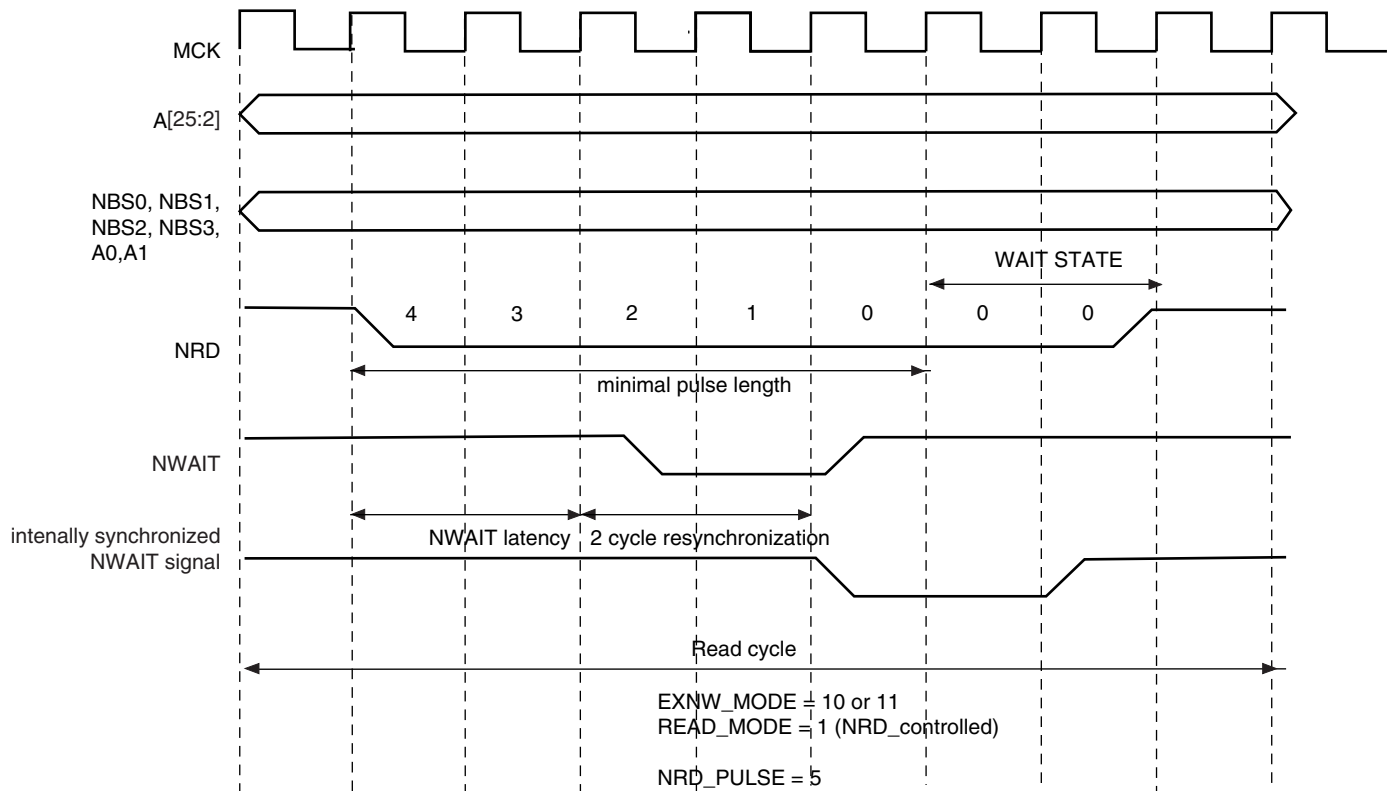 MCK
A[25:2]
NBS0, NBS1,
NBS2, NBS3,
A0,A1
WAIT STATE
4 3 2 1 0 0 0
NRD
minimal pulse length
NWAIT
intenally synchronized
NWAIT signal
NWAIT latency 2 cycle resynchronization
Read cycle
EXNW_MODE = 10 or 11
READ_MODE = 1 (NRD_controlled)
NRD_PULSE = 5